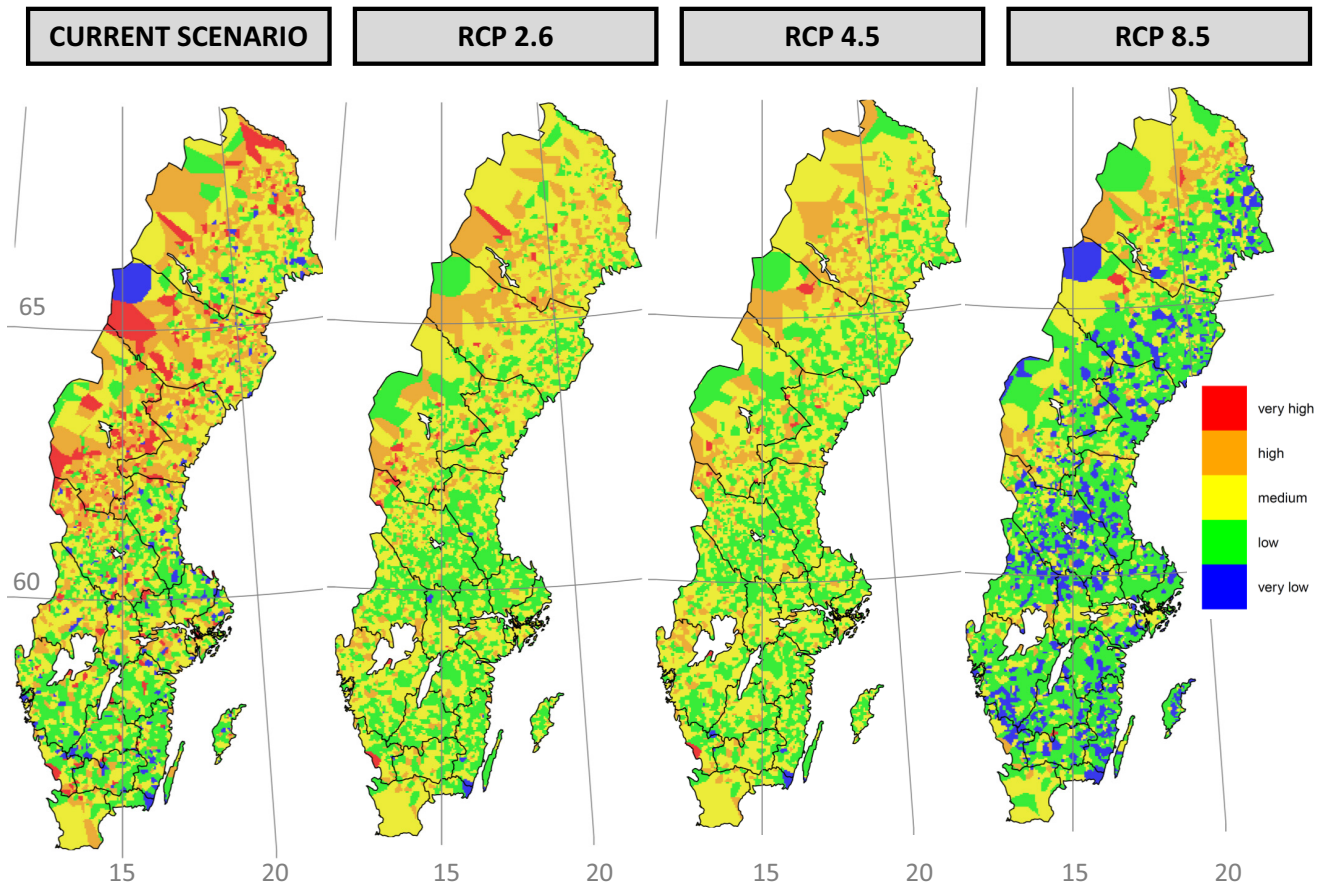 CURRENT SCENARIO
RCP 2.6
RCP 4.5
RCP 8.5
65
60
very high
high
medium
low
very low
15
20
15
20
15
20
15
20